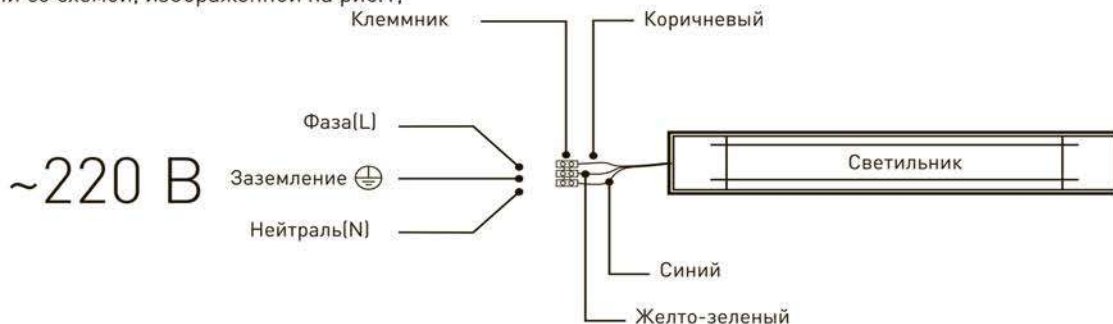 со схемой, изображенной на рис.1,
Клеммник
Коричневый
Фаза(L)
~220 В
Заземление
Нейтраль(N)
Светильник
Синий
Желто-зеленый